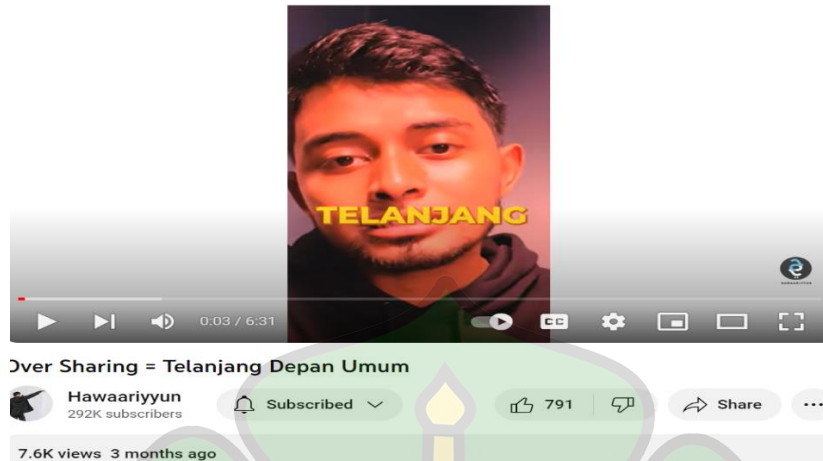 TELANJANG
0:03 / 6:31
CC
Over Sharing = Telanjang Depan Umum
Hawaariyyun
292K subscribers
Subscribed
791
Share
7.6K views 3 months ago